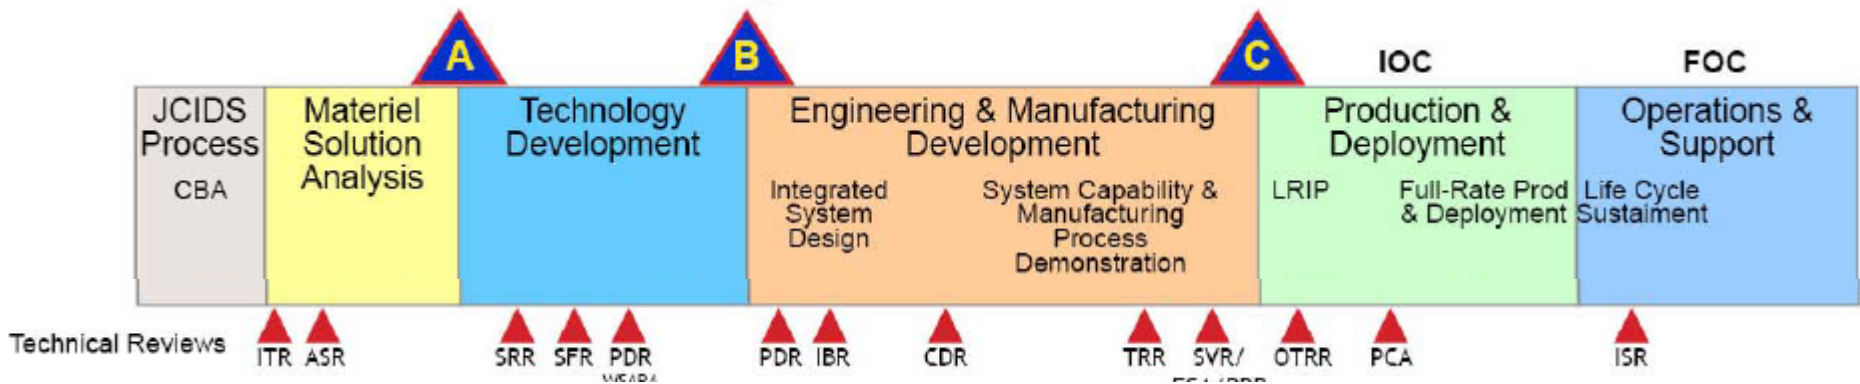 A
B
C
IOC
FOC
JCIDS
Process
CBA
Materiel
Solution
Analysis
Technology
Development
Engineering & Manufacturing
Development
Integrated
System
Design
System Capability &
Manufacturing
Process
Demonstration
Production &
Deployment
LRIP
Full-Rate Prod
& Deployment
Operations &
Support
Life Cycle
Sustaiment
Technical Reviews
ITR
ASR
SRR
SFR
PDR
PDR
IBR
CDR
TRR
SVR/
OTRR
PCA
ISR